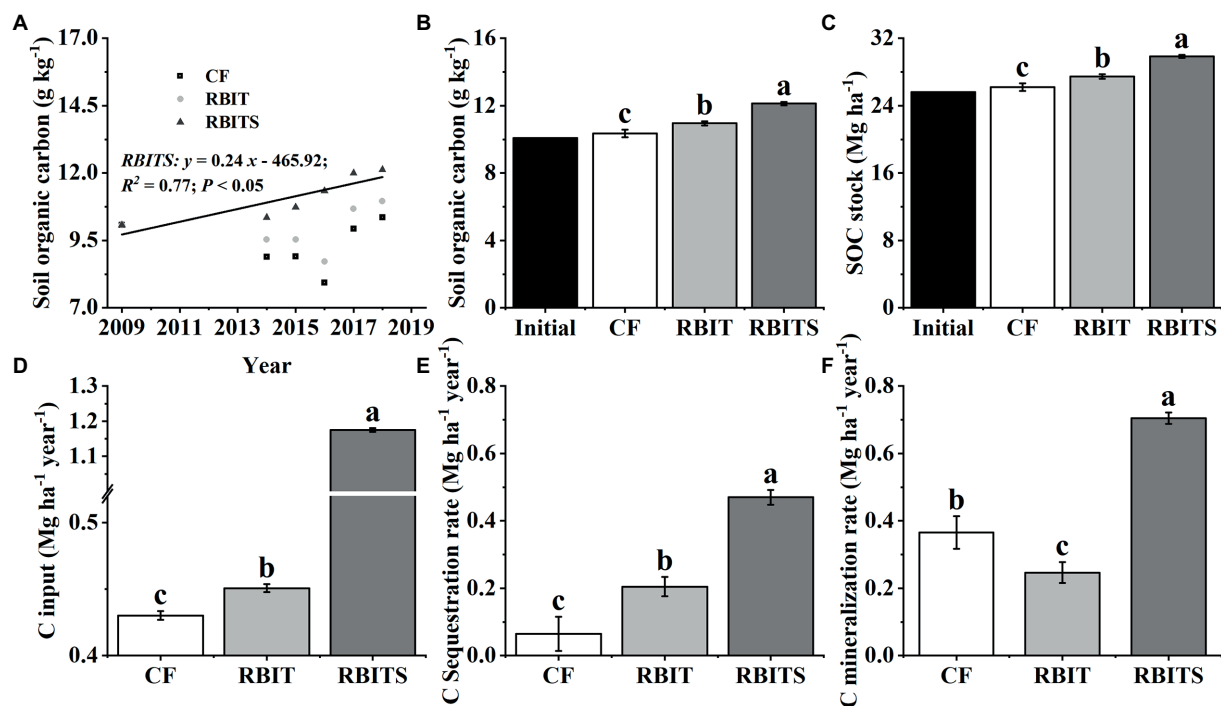 A
Soil organic carbon (g kg⁻¹)
17.0
14.5
12.0
9.5
7.0
CF
RBIT
RBITS
RBITS: y = 0.24 x - 465.92;
R² = 0.77; P < 0.05
2009 2011 2013 2015 2017 2019
Year
B
Soil organic carbon (g kg⁻¹)
16
12
8
4
0
c
b
a
Initial CF RBIT RBITS
C
SOC stock (Mg ha⁻¹)
32
24
16
8
0
c
b
a
Initial CF RBIT RBITS
D
C input (Mg ha⁻¹ year⁻¹)
1.3
1.2
1.1
0.5
0.4
c
b
a
CF RBIT RBITS
E
C Sequestration rate (Mg ha⁻¹ year⁻¹)
0.8
0.6
0.4
0.2
0.0
c
b
a
CF RBIT RBITS
F
C mineralization rate (Mg ha⁻¹ year⁻¹)
0.8
0.6
0.4
0.2
0.0
b
c
a
CF RBIT RBITS